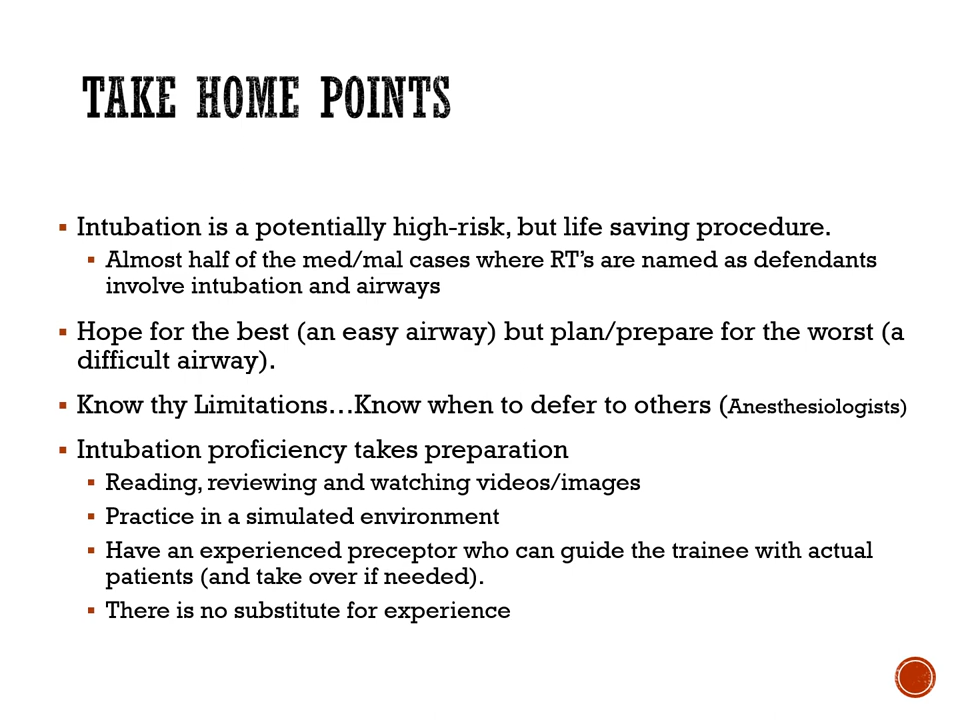 TAKE HOME POINTS
▪ Intubation is a potentially high-risk, but life saving procedure.
▪ Almost half of the med/mal cases where RT's are named as defendants
involve intubation and airways
▪ Hope for the best (an easy airway) but plan/prepare for the worst (a
difficult airway).
▪ Know thy Limitations…Know when to defer to others (Anesthesiologists)
▪ Intubation proficiency takes preparation
▪ Reading, reviewing and watching videos/images
▪ Practice in a simulated environment
▪ Have an experienced preceptor who can guide the trainee with actual
patients (and take over if needed).
▪ There is no substitute for experience